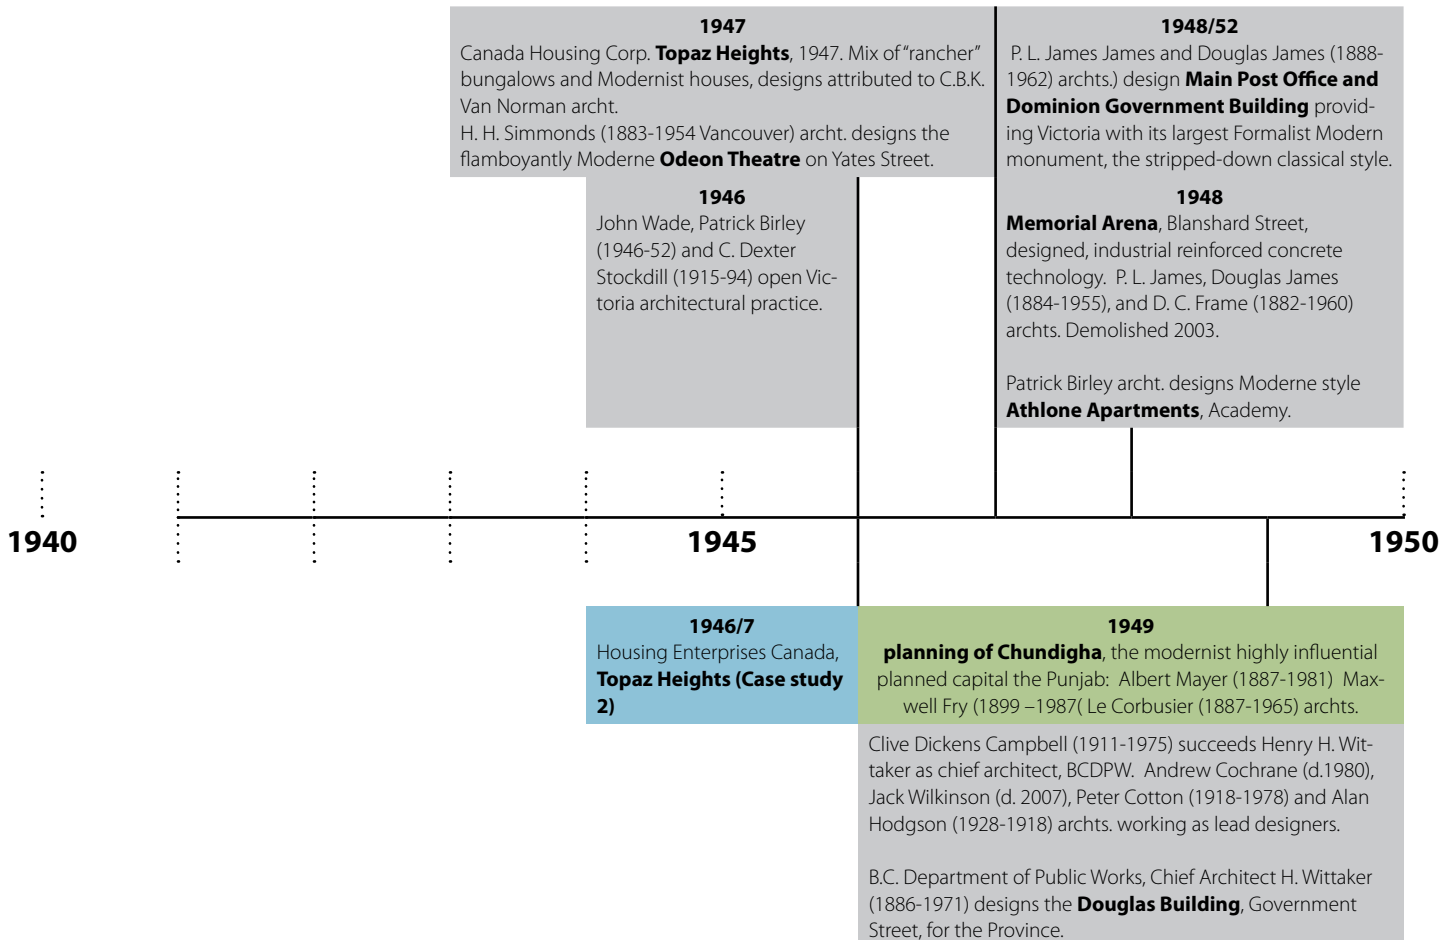 1947
Canada Housing Corp. Topaz Heights, 1947. Mix of “rancher”
bungalows and Modernist houses, designs attributed to C.B.K.
Van Norman archt.
H. H. Simmonds (1883-1954 Vancouver) archt. designs the
flamboyantly Moderne Odeon Theatre on Yates Street.
1948/52
P. L. James James and Douglas James (1888-
1962) archts.) design Main Post Office and
Dominion Government Building provid-
ing Victoria with its largest Formalist Modern
monument, the stripped-down classical style.
1946
John Wade, Patrick Birley
(1946-52) and C. Dexter
Stockdill (1915-94) open Vic-
toria architectural practice.
1948
Memorial Arena, Blanshard Street,
designed, industrial reinforced concrete
technology. P. L. James, Douglas James
(1884-1955), and D. C. Frame (1882-1960)
archts. Demolished 2003.
Patrick Birley archt. designs Moderne style
Athlone Apartments, Academy.
1940
1945
1950
1946/7
Housing Enterprises Canada,
Topaz Heights (Case study
2)
1949
planning of Chundigha, the modernist highly influential
planned capital the Punjab: Albert Mayer (1887-1981) Max-
well Fry (1899 –1987( Le Corbusier (1887-1965) archts.
Clive Dickens Campbell (1911-1975) succeeds Henry H. Wit-
taker as chief architect, BCDPW. Andrew Cochrane (d.1980),
Jack Wilkinson (d. 2007), Peter Cotton (1918-1978) and Alan
Hodgson (1928-1918) archts. working as lead designers.
B.C. Department of Public Works, Chief Architect H. Wittaker
(1886-1971) designs the Douglas Building, Government
Street, for the Province.